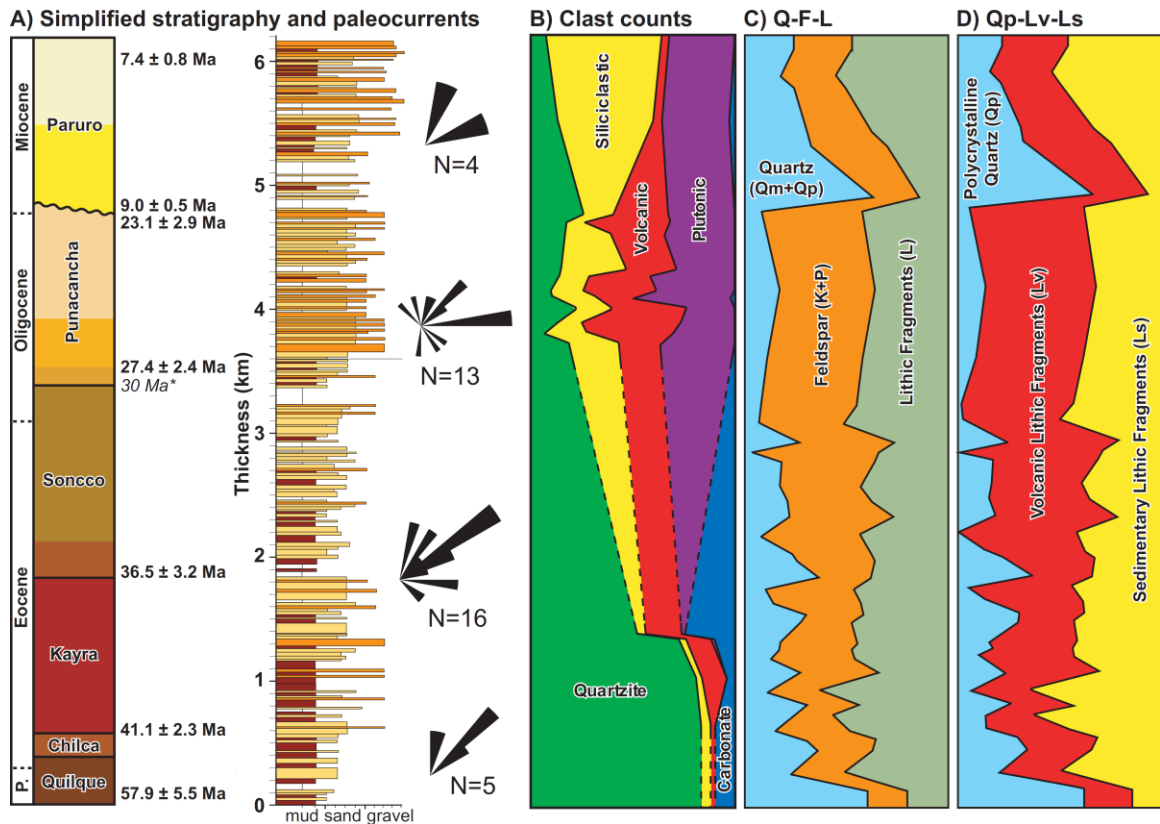 A) Simplified stratigraphy and paleocurrents
Miocene
Oligocene
Eocene
P.
Paruro
Punacancha
Soncco
Kayra
Chilca
Quilque
7.4 ± 0.8 Ma
9.0 ± 0.5 Ma
23.1 ± 2.9 Ma
27.4 ± 2.4 Ma
30 Ma*
36.5 ± 3.2 Ma
41.1 ± 2.3 Ma
57.9 ± 5.5 Ma
Thickness (km)
6
5
4
3
2
1
0
mud sand gravel
N=4
N=13
N=16
N=5
B) Clast counts
Siliciclastic
Volcanic
Plutonic
Quartzite
Carbonate
C) Q-F-L
Quartz
(Qm+Qp)
Feldspar (K+P)
Lithic Fragments (L)
D) Qp-Lv-Ls
Polycrystalline
Quartz (Qp)
Volcanic Lithic Fragments (Lv)
Sedimentary Lithic Fragments (Ls)